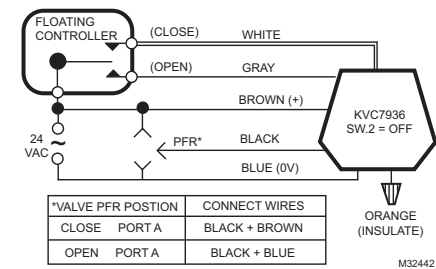 FLOATING
CONTROLLER
(CLOSE)
WHITE
(OPEN)
GRAY
BROWN (+)
KVC7936
SW.2 = OFF
24
VAC
~
PFR*
BLACK
BLUE (0V)
*VALVE PFR POSTION
CONNECT WIRES
CLOSE PORT A
BLACK + BROWN
OPEN PORT A
BLACK + BLUE
ORANGE
(INSULATE)
M32442